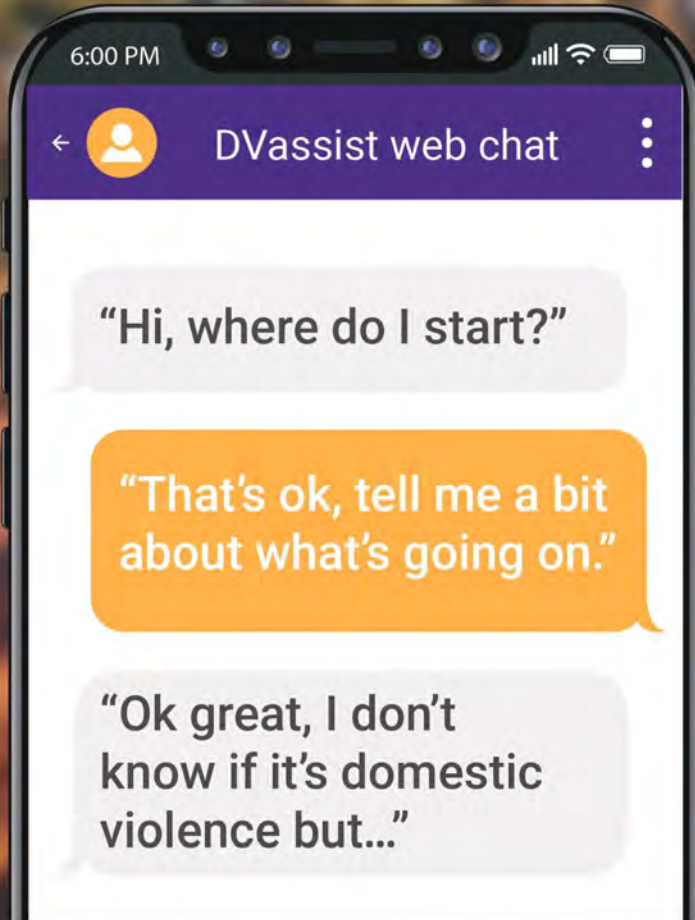 6:00 PM
DVassist web chat
“Hi, where do I start?”
“That’s ok, tell me a bit
about what’s going on.”
“Ok great, I don’t
know if it’s domestic
violence but...”